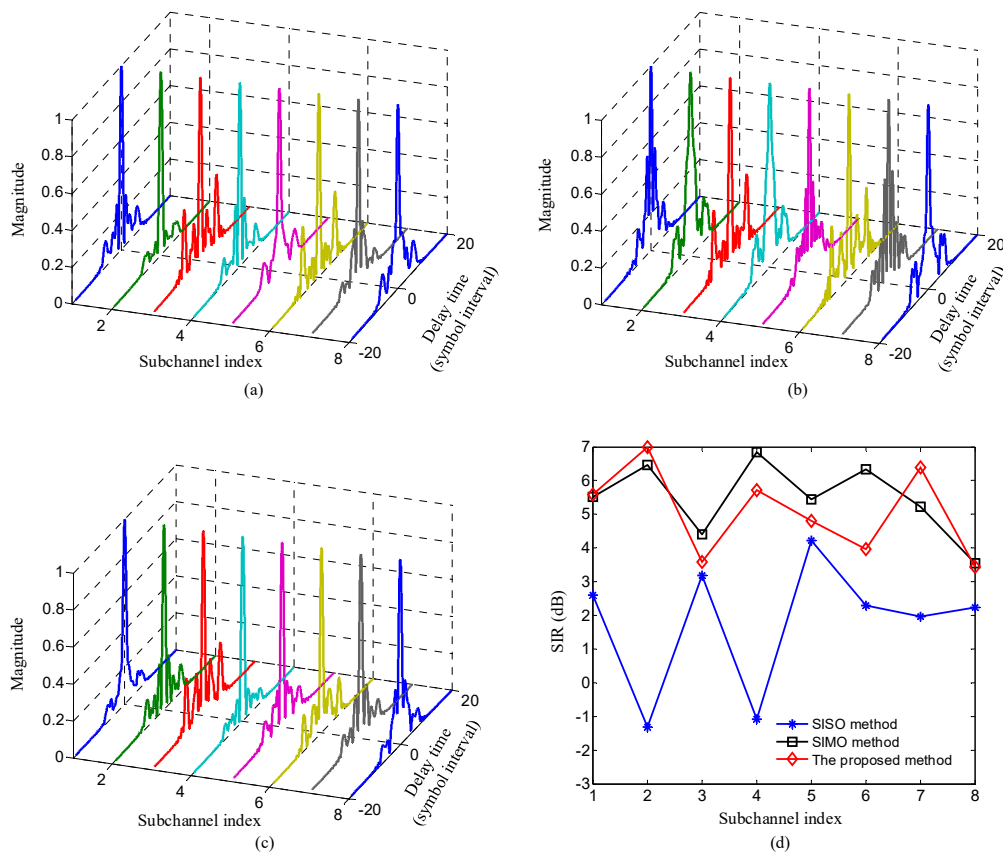 1
0.8
0.6
0.4
0.2
0
Magnitude
2
4
6
8
Subchannel index
-20
0
20
Delay time
(symbol interval)
(a)
1
0.8
0.6
0.4
0.2
0
Magnitude
2
4
6
8
Subchannel index
-20
0
20
Delay time
(symbol interval)
(b)
1
0.8
0.6
0.4
0.2
0
Magnitude
2
4
6
8
Subchannel index
-20
0
20
Delay time
(symbol interval)
(c)
7
6
5
4
3
2
1
0
-1
-2
-3
SIR (dB)
SISO method
SIMO method
The proposed method
1 2 3 4 5 6 7 8
Subchannel index
(d)